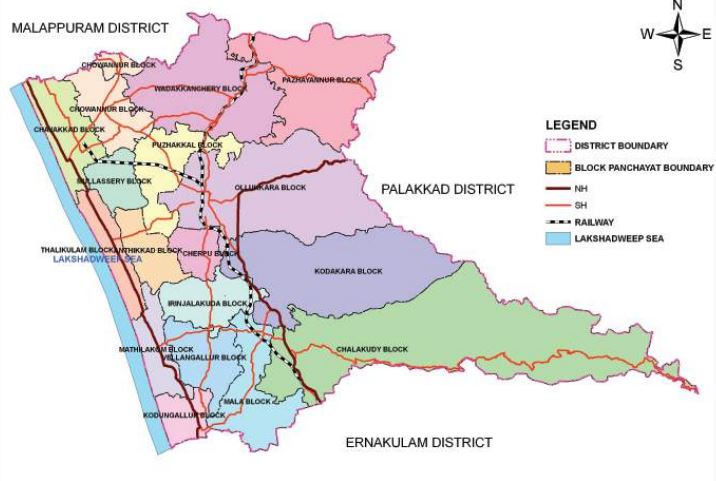 MALAPPURAM DISTRICT
N
W E
S
CHOWANNUR BLOCK
PAZHAYANNUR BLOCK
WADAKKANCHERY BLOCK
CHOWANNUR BLOCK
CHAVAKKAD BLOCK
PUZHAKKAL BLOCK
MULLASSERY BLOCK
OLLUKKARA BLOCK
PALAKKAD DISTRICT
THALIKULAM BLOCK
ANTHIKKAD BLOCK
CHERPU BLOCK
LAKSHADWEEP SEA
KODAKARA BLOCK
IRINJALAKUDA BLOCK
MATHILAKOM BLOCK
VELLANGALLUR BLOCK
CHALAKUDY BLOCK
MALA BLOCK
KODUNGALLUR BLOCK
ERNAKULAM DISTRICT
LEGEND
DISTRICT BOUNDARY
BLOCK PANCHAYAT BOUNDARY
NH
SH
RAILWAY
LAKSHADWEEP SEA